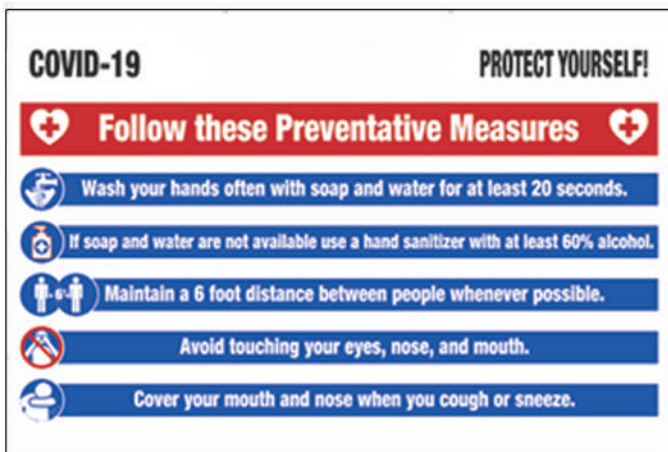 COVID-19 PROTECT YOURSELF!
Follow these Preventative Measures
Wash your hands often with soap and water for at least 20 seconds.
If soap and water are not available use a hand sanitizer with at least 60% alcohol.
6'
Maintain a 6 foot distance between people whenever possible.
Avoid touching your eyes, nose, and mouth.
Cover your mouth and nose when you cough or sneeze.